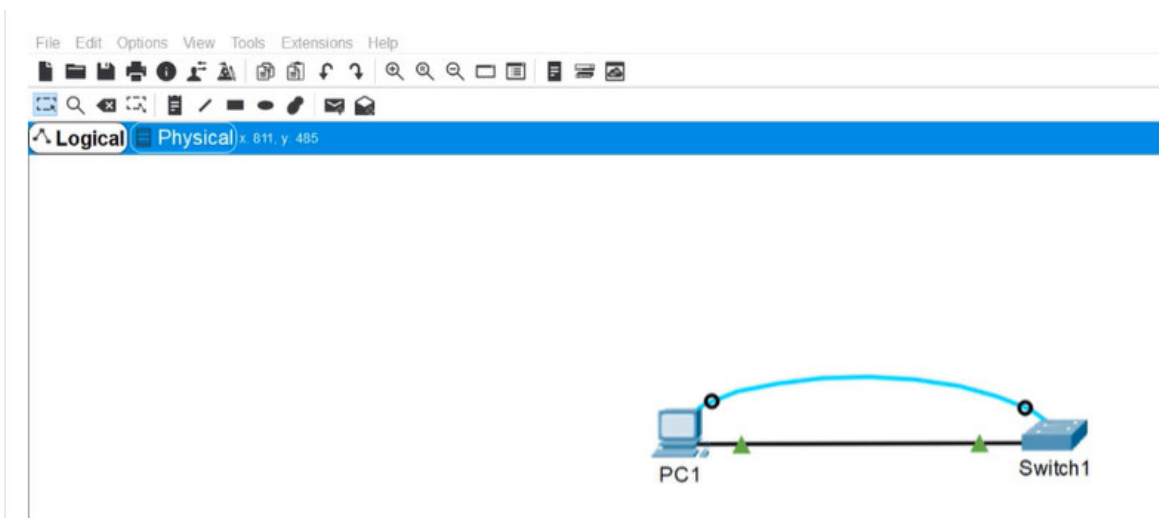 File Edit Options View Tools Extensions Help
Logical Physical x: 811, y: 485
PC1
Switch1